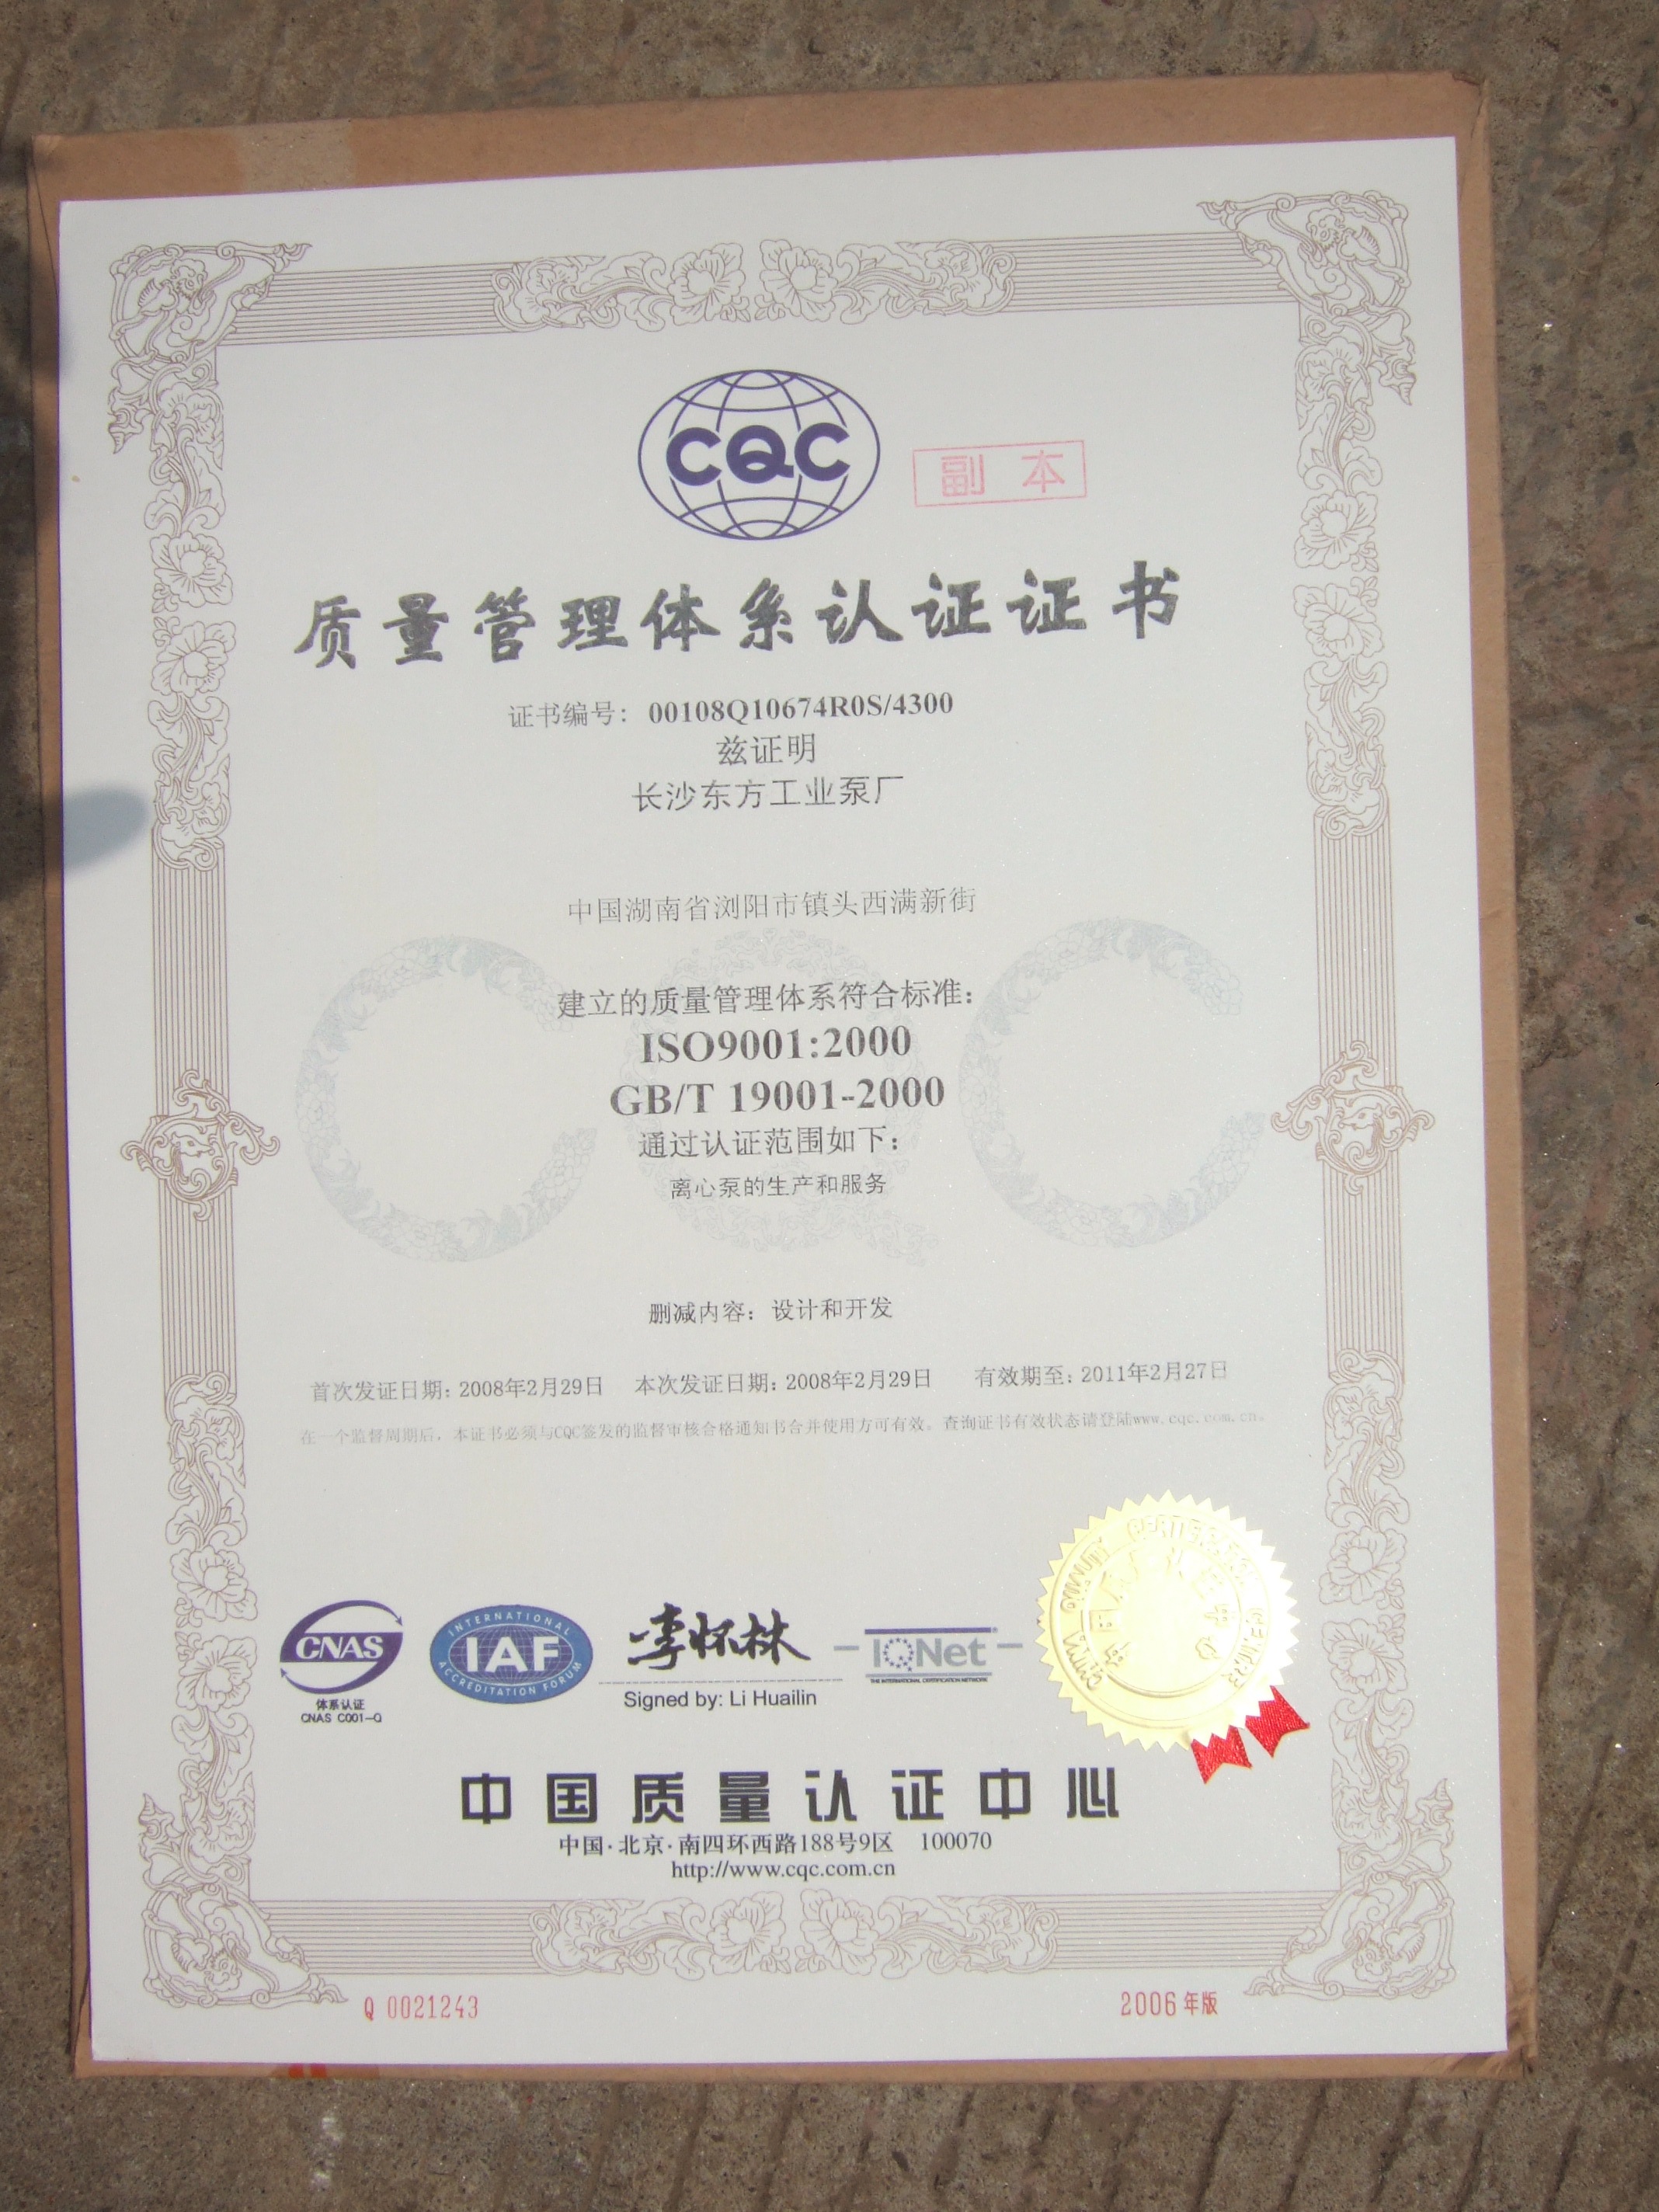 CQC
副 本
质量管理体系认证证书
证书编号：00108Q10674R0S/4300
兹证明
长沙东方工业泵厂
中国湖南省浏阳市镇头西满新街
建立的质量管理体系符合标准：
ISO9001:2000
GB/T 19001-2000
通过认证范围如下：
离心泵的生产和服务
删减内容：设计和开发
首次发证日期：2008年2月29日 本次发证日期：2008年2月29日 有效期至：2011年2月27日
在一个监督周期后，本证书必须与CQC签发的监督审核合格通知书合并使用方可有效。查询证书有效状态请登陆www.cqc.com.cn。
CNAS
体系认证
CNAS C001-Q
INTERNATIONAL
IAF
ACCREDITATION FORUM
李怀林
Signed by: Li Huailin
IQNet
THE INTERNATIONAL CERTIFICATION NETWORK
CHINA QUALITY
中国质量认证中心
中国·北京·南四环西路188号9区 100070
http://www.cqc.com.cn
Q 0021243
2006年版